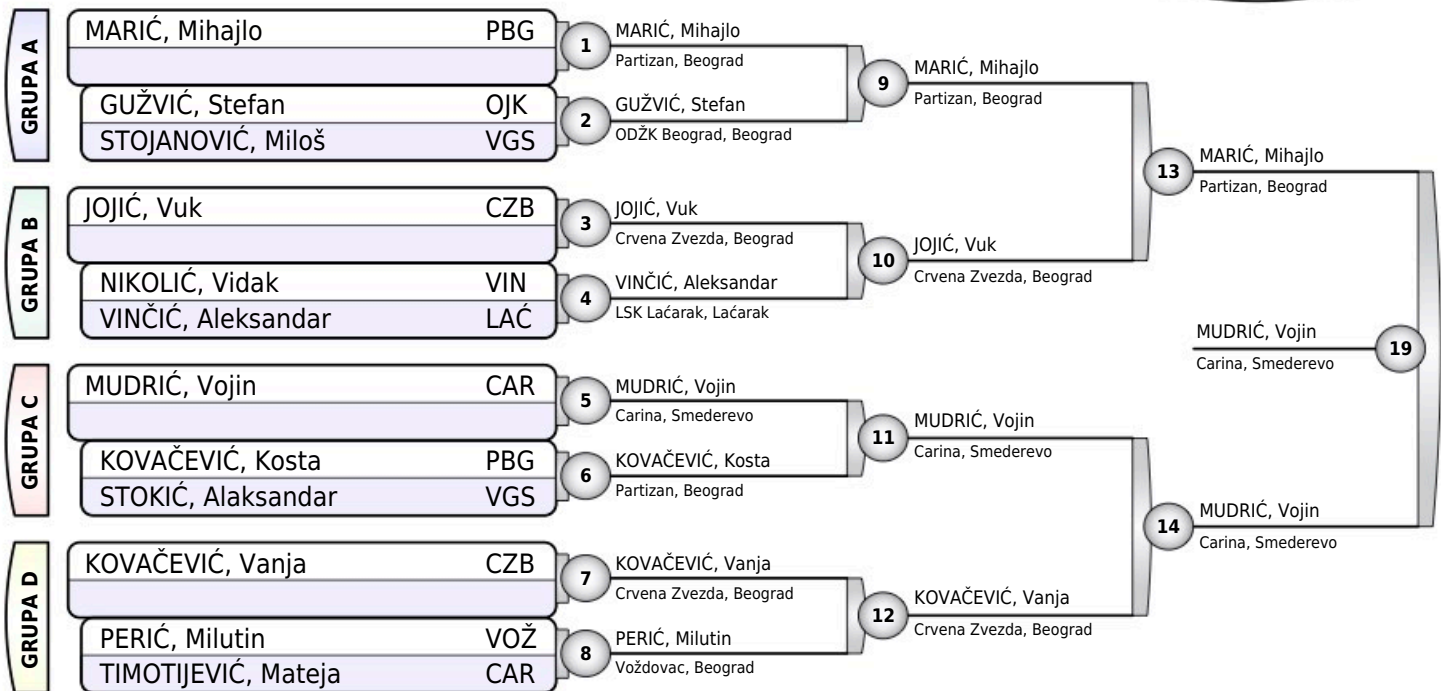 GRUPA A
MARIĆ, Mihajlo PBG
GUŽVIĆ, Stefan OJK
STOJANOVIĆ, Miloš VGS
GRUPA B
JOJIĆ, Vuk CZB
NIKOLIĆ, Vidak VIN
VINČIĆ, Aleksandar LAĆ
GRUPA C
MUDRIĆ, Vojin CAR
KOVAČEVIĆ, Kosta PBG
STOKIĆ, Alaksandar VGS
GRUPA D
KOVAČEVIĆ, Vanja CZB
PERIĆ, Milutin VOŽ
TIMOTIJEVIĆ, Mateja CAR
1
MARIĆ, Mihajlo
Partizan, Beograd
2
GUŽVIĆ, Stefan
ODŽK Beograd, Beograd
3
JOJIĆ, Vuk
Crvena Zvezda, Beograd
4
VINČIĆ, Aleksandar
LSK Laćarak, Laćarak
5
MUDRIĆ, Vojin
Carina, Smederevo
6
KOVAČEVIĆ, Kosta
Partizan, Beograd
7
KOVAČEVIĆ, Vanja
Crvena Zvezda, Beograd
8
PERIĆ, Milutin
Voždovac, Beograd
9
MARIĆ, Mihajlo
Partizan, Beograd
10
JOJIĆ, Vuk
Crvena Zvezda, Beograd
11
MUDRIĆ, Vojin
Carina, Smederevo
12
KOVAČEVIĆ, Vanja
Crvena Zvezda, Beograd
13
MARIĆ, Mihajlo
Partizan, Beograd
14
MUDRIĆ, Vojin
Carina, Smederevo
MUDRIĆ, Vojin
Carina, Smederevo
19